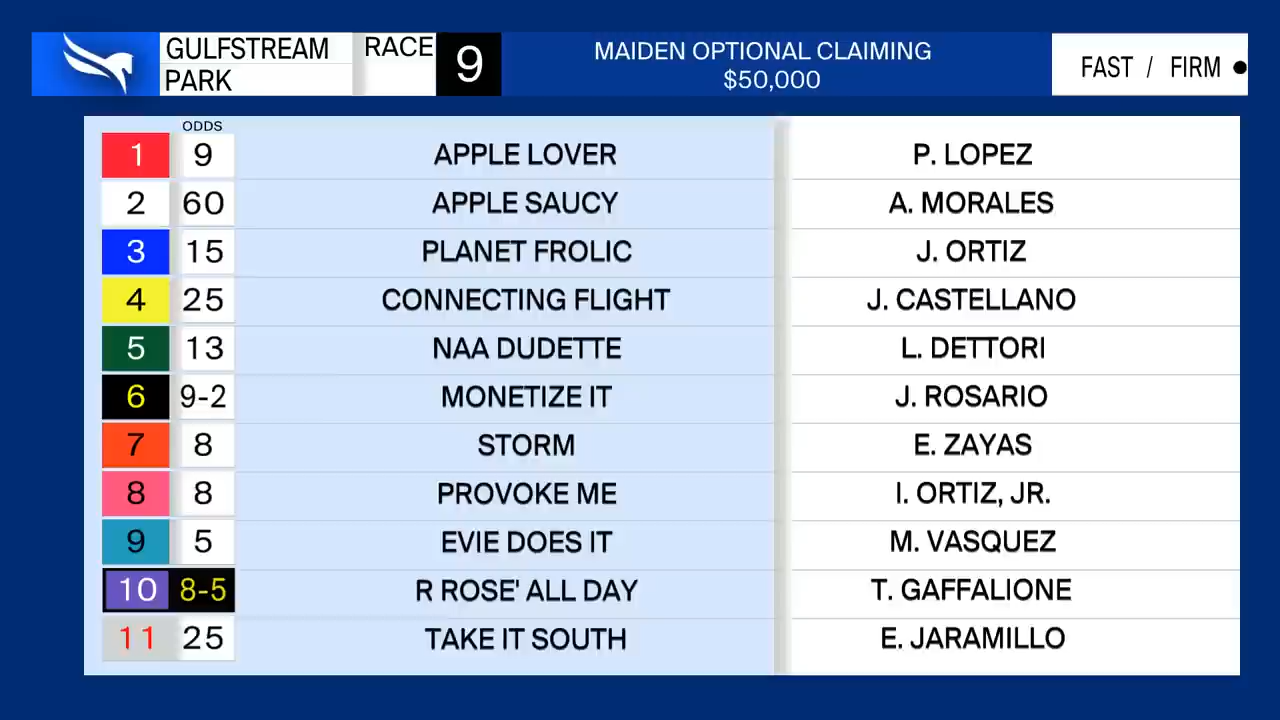 GULFSTREAM PARK
RACE 9
MAIDEN OPTIONAL CLAIMING
$50,000
FAST / FIRM
ODDS
1 9 APPLE LOVER P. LOPEZ
2 60 APPLE SAUCY A. MORALES
3 15 PLANET FROLIC J. ORTIZ
4 25 CONNECTING FLIGHT J. CASTELLANO
5 13 NAA DUDETTE L. DETTORI
6 9-2 MONETIZE IT J. ROSARIO
7 8 STORM E. ZAYAS
8 8 PROVOKE ME I. ORTIZ, JR.
9 5 EVIE DOES IT M. VASQUEZ
10 8-5 R ROSE' ALL DAY T. GAFFALIONE
11 25 TAKE IT SOUTH E. JARAMILLO